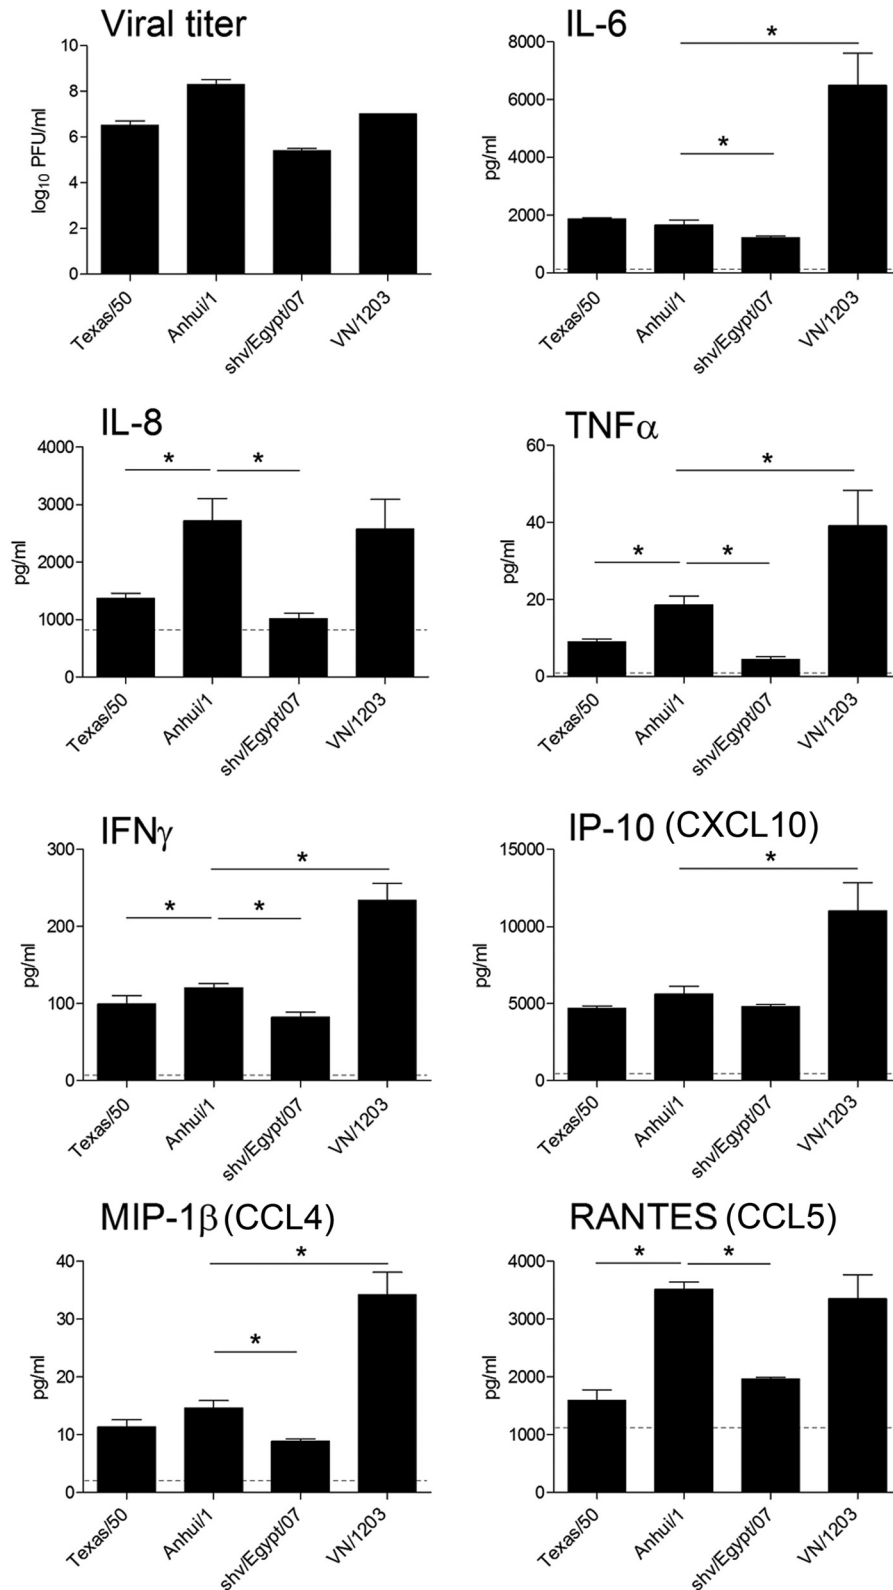 Viral titer
10
8
6
4
2
0
log10 PFU/ml
Texas/50
Anhui/1
shv/Egypt/07
VN/1203
IL-6
*
*
8000
6000
4000
2000
0
pg/ml
Texas/50
Anhui/1
shv/Egypt/07
VN/1203
IL-8
* *
4000
3000
2000
1000
0
pg/ml
Texas/50
Anhui/1
shv/Egypt/07
VN/1203
TNFα
*
* *
60
40
20
0
pg/ml
Texas/50
Anhui/1
shv/Egypt/07
VN/1203
IFNγ
*
* *
300
200
100
0
pg/ml
Texas/50
Anhui/1
shv/Egypt/07
VN/1203
IP-10 (CXCL10)
*
15000
10000
5000
0
pg/ml
Texas/50
Anhui/1
shv/Egypt/07
VN/1203
MIP-1β (CCL4)
*
*
40
30
20
10
0
pg/ml
Texas/50
Anhui/1
shv/Egypt/07
VN/1203
RANTES (CCL5)
* *
4000
3000
2000
1000
0
pg/ml
Texas/50
Anhui/1
shv/Egypt/07
VN/1203